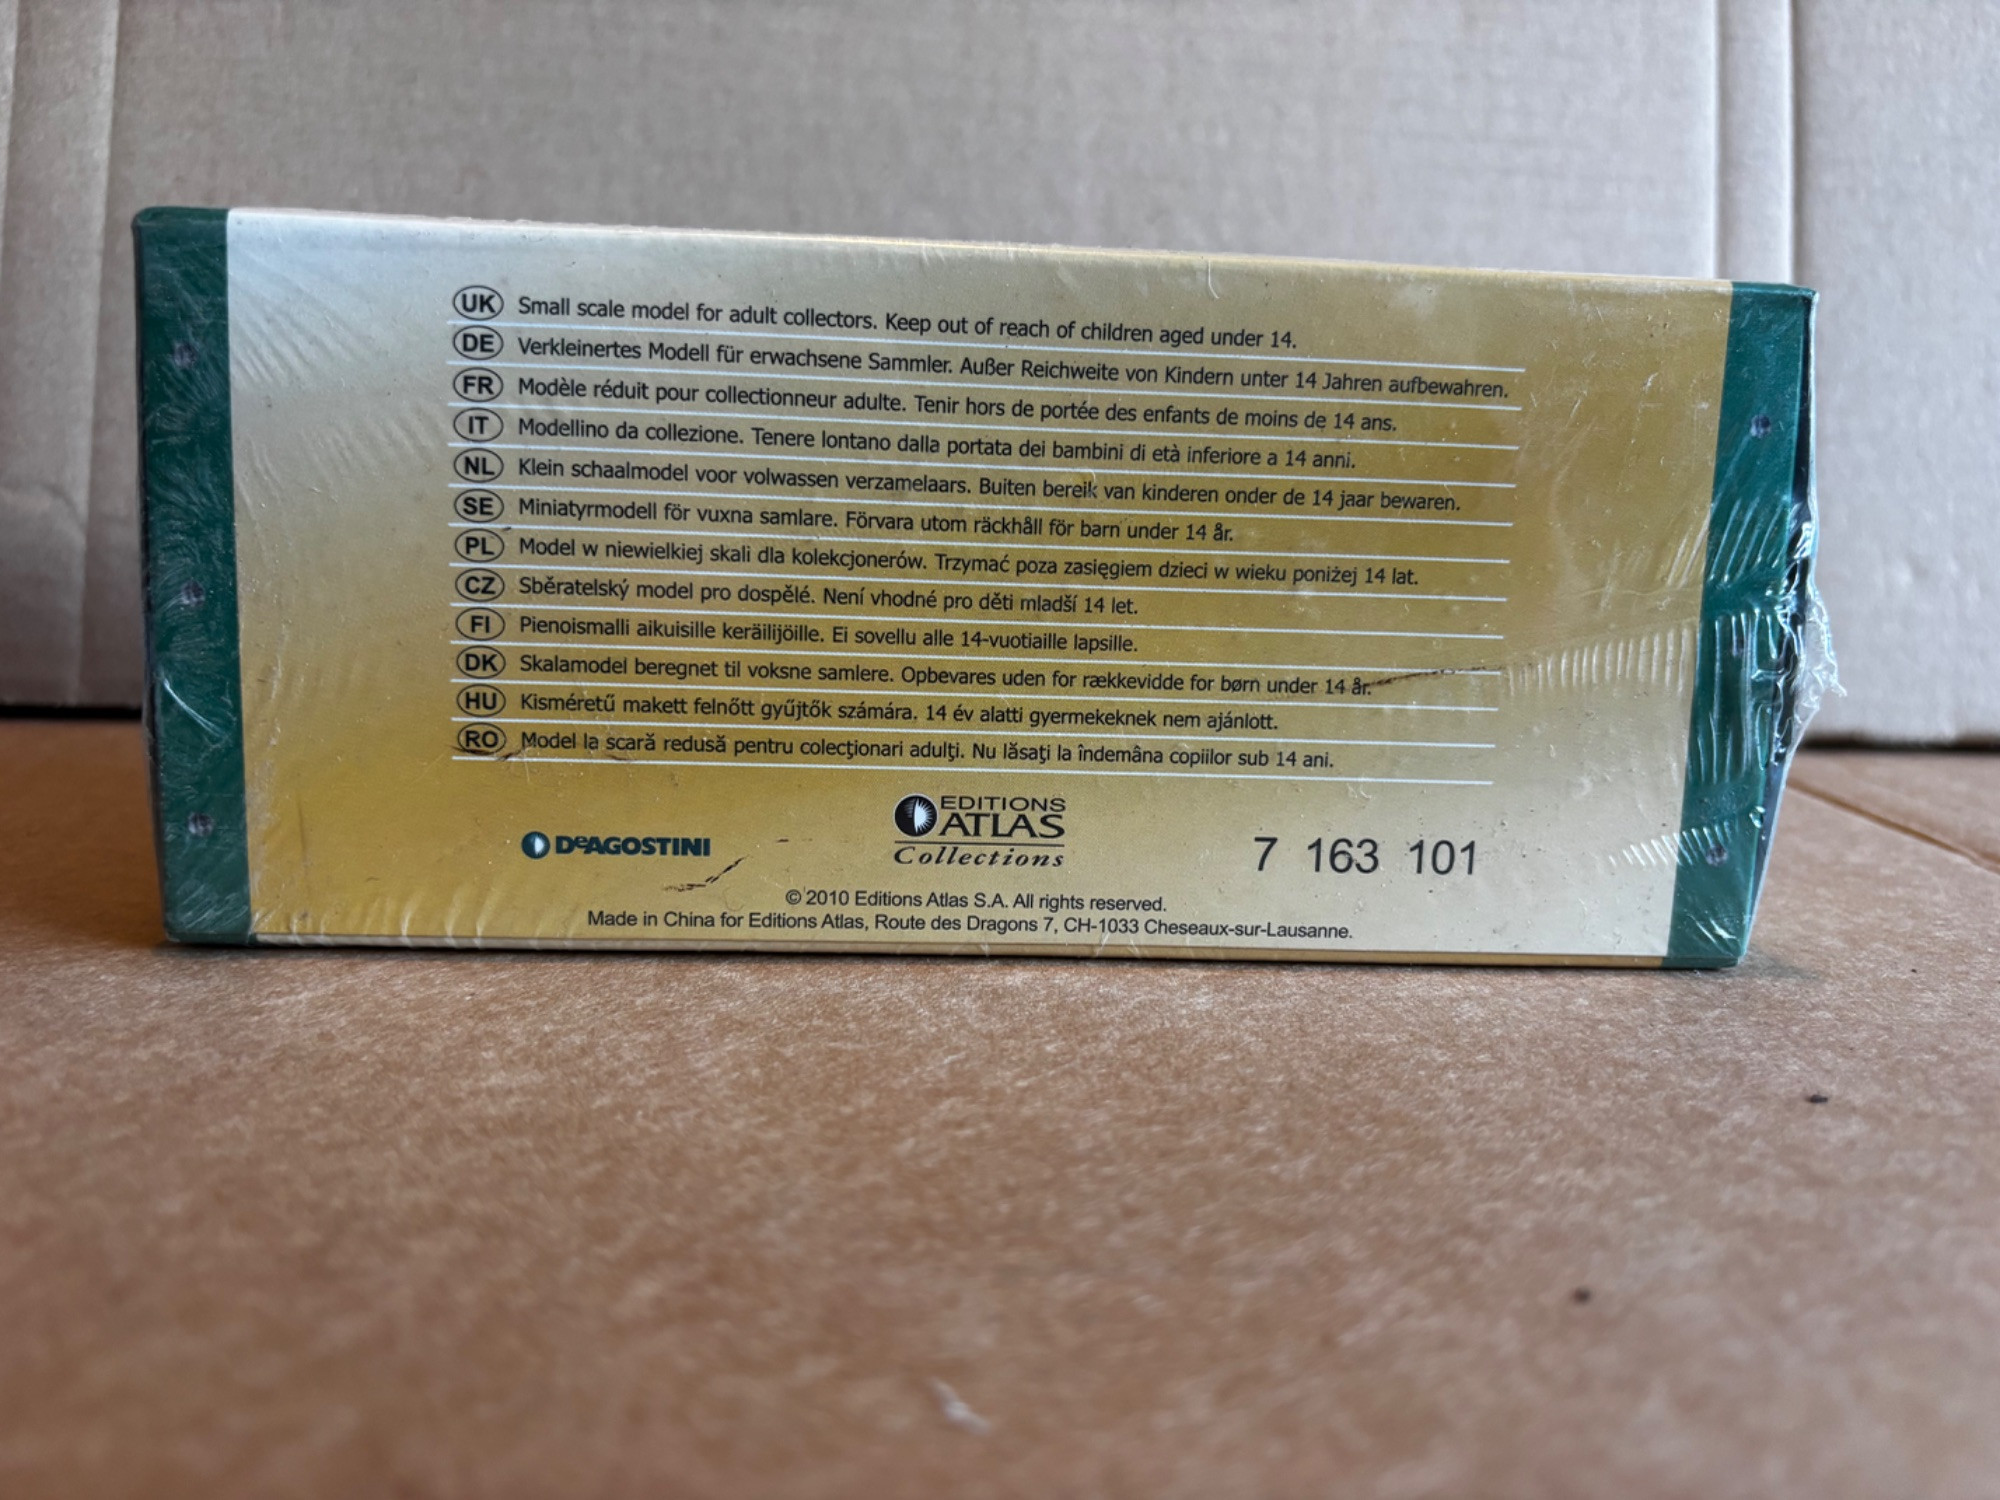 UK Small scale model for adult collectors. Keep out of reach of children aged under 14.
DE Verkleinertes Modell für erwachsene Sammler. Außer Reichweite von Kindern unter 14 Jahren aufbewahren.
FR Modèle réduit pour collectionneur adulte. Tenir hors de portée des enfants de moins de 14 ans.
IT Modellino da collezione. Tenere lontano dalla portata dei bambini di età inferiore a 14 anni.
NL Klein schaalmodel voor volwassen verzamelaars. Buiten bereik van kinderen onder de 14 jaar bewaren.
SE Miniatyrmodell för vuxna samlare. Förvara utom räckhåll för barn under 14 år.
PL Model w niewielkiej skali dla kolekcjonerów. Trzymać poza zasięgiem dzieci w wieku poniżej 14 lat.
CZ Sběratelský model pro dospělé. Není vhodné pro děti mladší 14 let.
FI Pienoismalli aikuisille keräilijöille. Ei sovellu alle 14-vuotiaille lapsille.
DK Skalamodel beregnet til voksne samlere. Opbevares uden for rækkevidde for børn under 14 år.
HU Kisméretű makett felnőtt gyűjtők számára. 14 év alatti gyermekeknek nem ajánlott.
RO Model la scară redusă pentru colecţionari adulţi. Nu lăsaţi la îndemâna copiilor sub 14 ani.
DeAGOSTINI
EDITIONS
ATLAS
Collections
7 163 101
© 2010 Editions Atlas S.A. All rights reserved.
Made in China for Editions Atlas, Route des Dragons 7, CH-1033 Cheseaux-sur-Lausanne.